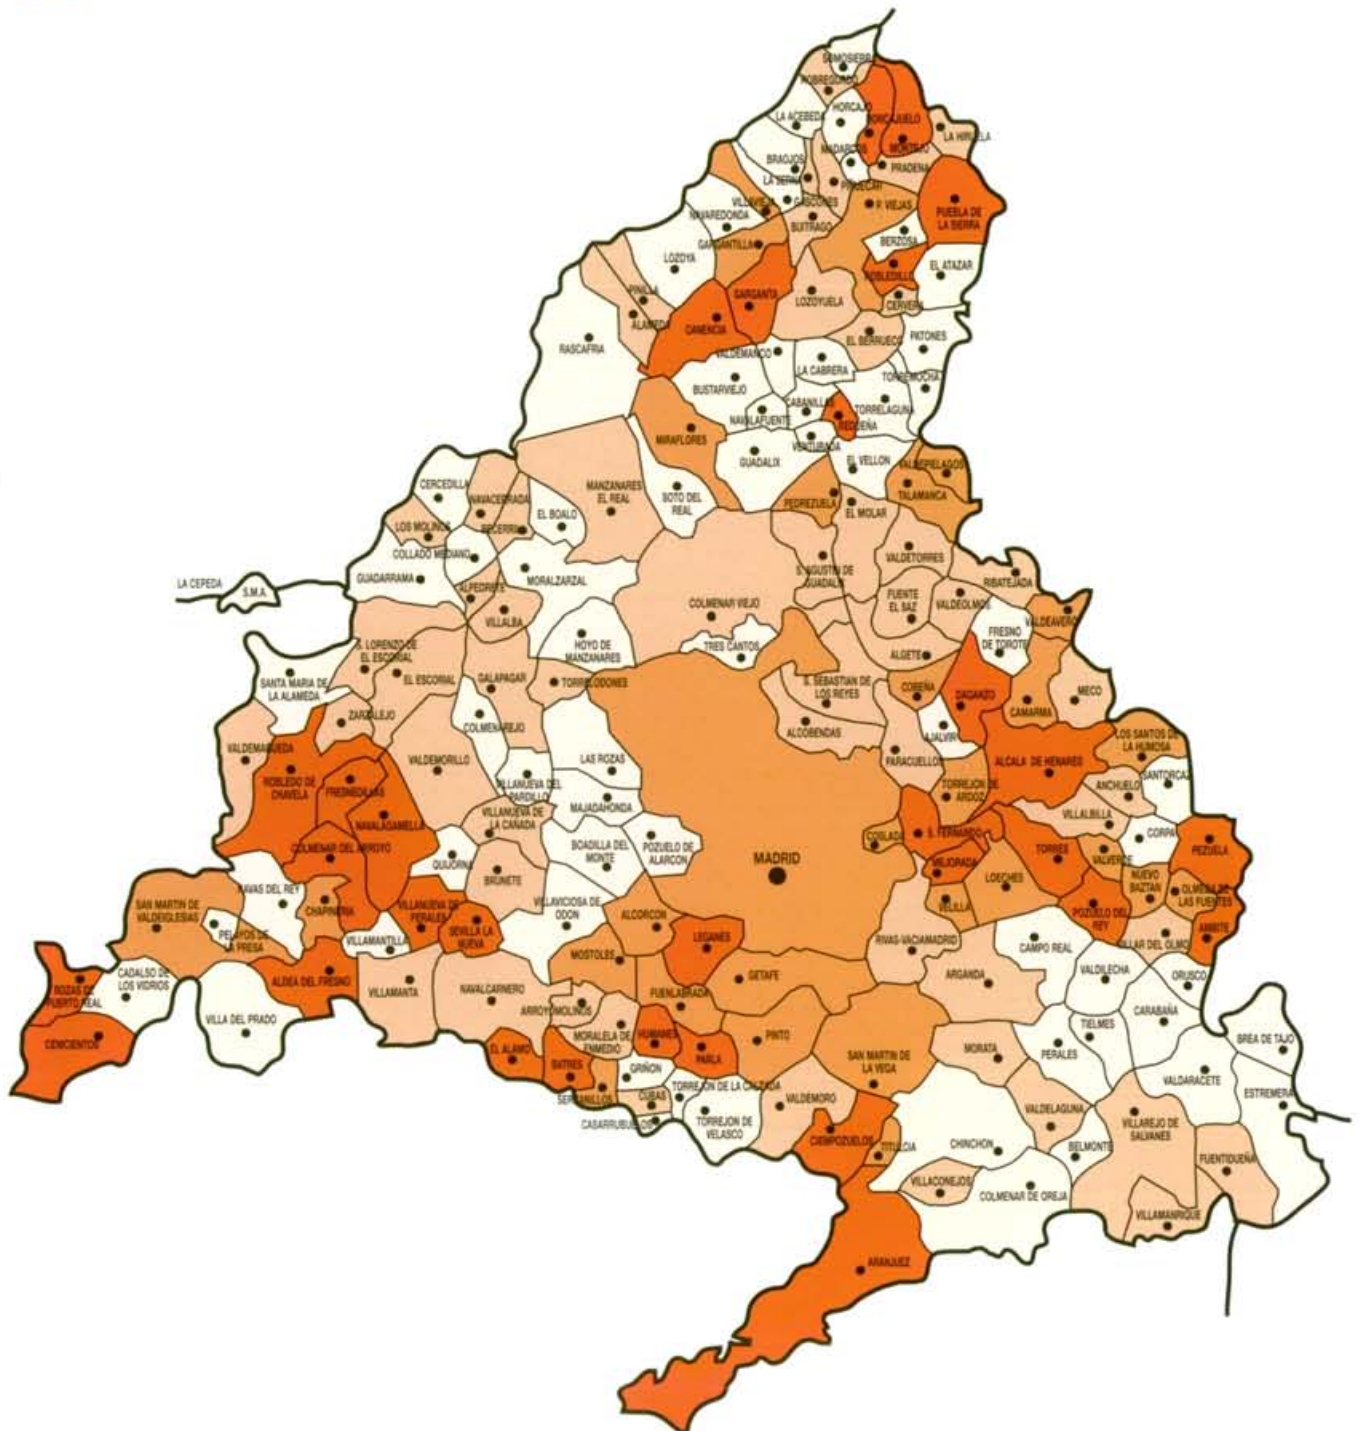 SOMOSIERRA
ROBREGORDO
HORCAJO
LA ACEBEDA
HORCAJUELO
LA HIRUELA
MONTEJO
MADARCOS
BRAOJOS
PRADENA
LA SERNA
PIÑUECAR
GASCONES
P. VIEJAS
PUEBLA DE
LA SIERRA
VILLAVIEJA
NAVAREDONDA
BUITRAGO
BERZOSA
GARGANTILLA
LOZOYA
EL ATAZAR
ROBLEDILLO
PINILLA
GARGANTA
LOZOYUELA
CERVERA
ALAMEDA
CANENCIA
EL BERRUECO
PATONES
RASCAFRIA
VALDEMANCO
LA CABRERA
BUSTARVIEJO
TORREMOCHA
CABANILLAS
TORRELAGUNA
NAVALAFUENTE
REDUEÑA
MIRAFLORES
VENTURADA
GUADALIX
EL VELLON
VALDEPIELAGOS
CERCEDILLA
MANZANARES
EL REAL
SOTO DEL
REAL
NAVACERRADA
PEDREZUELA
TALAMANCA
EL MOLAR
EL BOALO
LOS MOLINOS
BECERRIL
COLLADO MEDIANO
VALDETORRES
S. AGUSTIN DE
GUADALIX
GUADARRAMA
MORALZARZAL
RIBATEJADA
LA CEPEDA
S.M.A.
ALPEDRETE
FUENTE
EL SAZ
VALDEOLMOS
COLMENAR VIEJO
VILLALBA
VALDEAVERO
FRESNO
DE TOROTE
TRES CANTOS
HOYO DE
MANZANARES
S. LORENZO DE
EL ESCORIAL
ALGETE
EL ESCORIAL
GALAPAGAR
TORRELODONES
SANTA MARIA DE
LA ALAMEDA
S. SEBASTIAN DE
LOS REYES
COBEÑA
DAGANZO
MECO
CAMARMA
ZARZALEJO
COLMENAREJO
ALCOBENDAS
AJALVIR
LOS SANTOS DE
LA HUMOSA
VALDEMAQUEDA
VALDEMORILLO
LAS ROZAS
PARACUELLOS
ALCALA DE HENARES
SANTORCAZ
ROBLEDO DE
CHAVELA
FRESNEDILLAS
VILLANUEVA DEL
PARDILLO
TORREJON DE
ARDOZ
ANCHUELO
MAJADAHONDA
VILLANUEVA DE
LA CAÑADA
VILLALBILLA
NAVALAGAMELLA
COSLADA
S. FERNANDO
CORPA
PEZUELA
COLMENAR DEL ARROYO
BOADILLA DEL
MONTE
POZUELO DE
ALARCON
TORRES
QUIJORNA
MADRID
MEJORADA
VALVERDE
BRUNETE
LOECHES
NUEVO
BAZTAN
OLMEDA DE
LAS FUENTES
NAVAS DEL REY
SAN MARTIN DE
VALDEIGLESIAS
CHAPINERIA
VILLANUEVA DE
PERALES
VILLAVICIOSA DE
ODON
VELILLA
POZUELO DEL
REY
ALCORCON
SEVILLA LA
NUEVA
PELAYOS DE
LA PRESA
LEGANES
AMBITE
VILLAMANTILLA
RIVAS-VACIAMADRID
CAMPO REAL
VILLAR DEL OLMO
MOSTOLES
CADALSO DE
LOS VIDRIOS
ALDEA DEL FRESNO
GETAFE
ARGANDA
VALDILECHA
ORUSCO
ROZAS DE
PUERTO REAL
VILLAMANTA
NAVALCARNERO
FUENLABRADA
ARROYOMOLINOS
CARABAÑA
VILLA DEL PRADO
TIELMES
MORALELA DE
ENMEDIO
HUMANES
PINTO
BREA DE TAJO
CENICIENTOS
EL ALAMO
PARLA
MORATA
PERALES
SAN MARTIN DE
LA VEGA
BATRES
GRIÑON
VALDARACETE
TORREJON DE LA CALZADA
ESTREMERA
SERRANILLOS
CUBAS
VALDEMORO
VALDELAGUNA
CASARRUBUELOS
TORREJON DE
VELASCO
VILLAREJO DE
SALVANES
CIEMPOZUELOS
TITULCIA
CHINCHON
BELMONTE
FUENTIDUEÑA
VILLACONEJOS
COLMENAR DE OREJA
VILLAMANRIQUE
ARANJUEZ